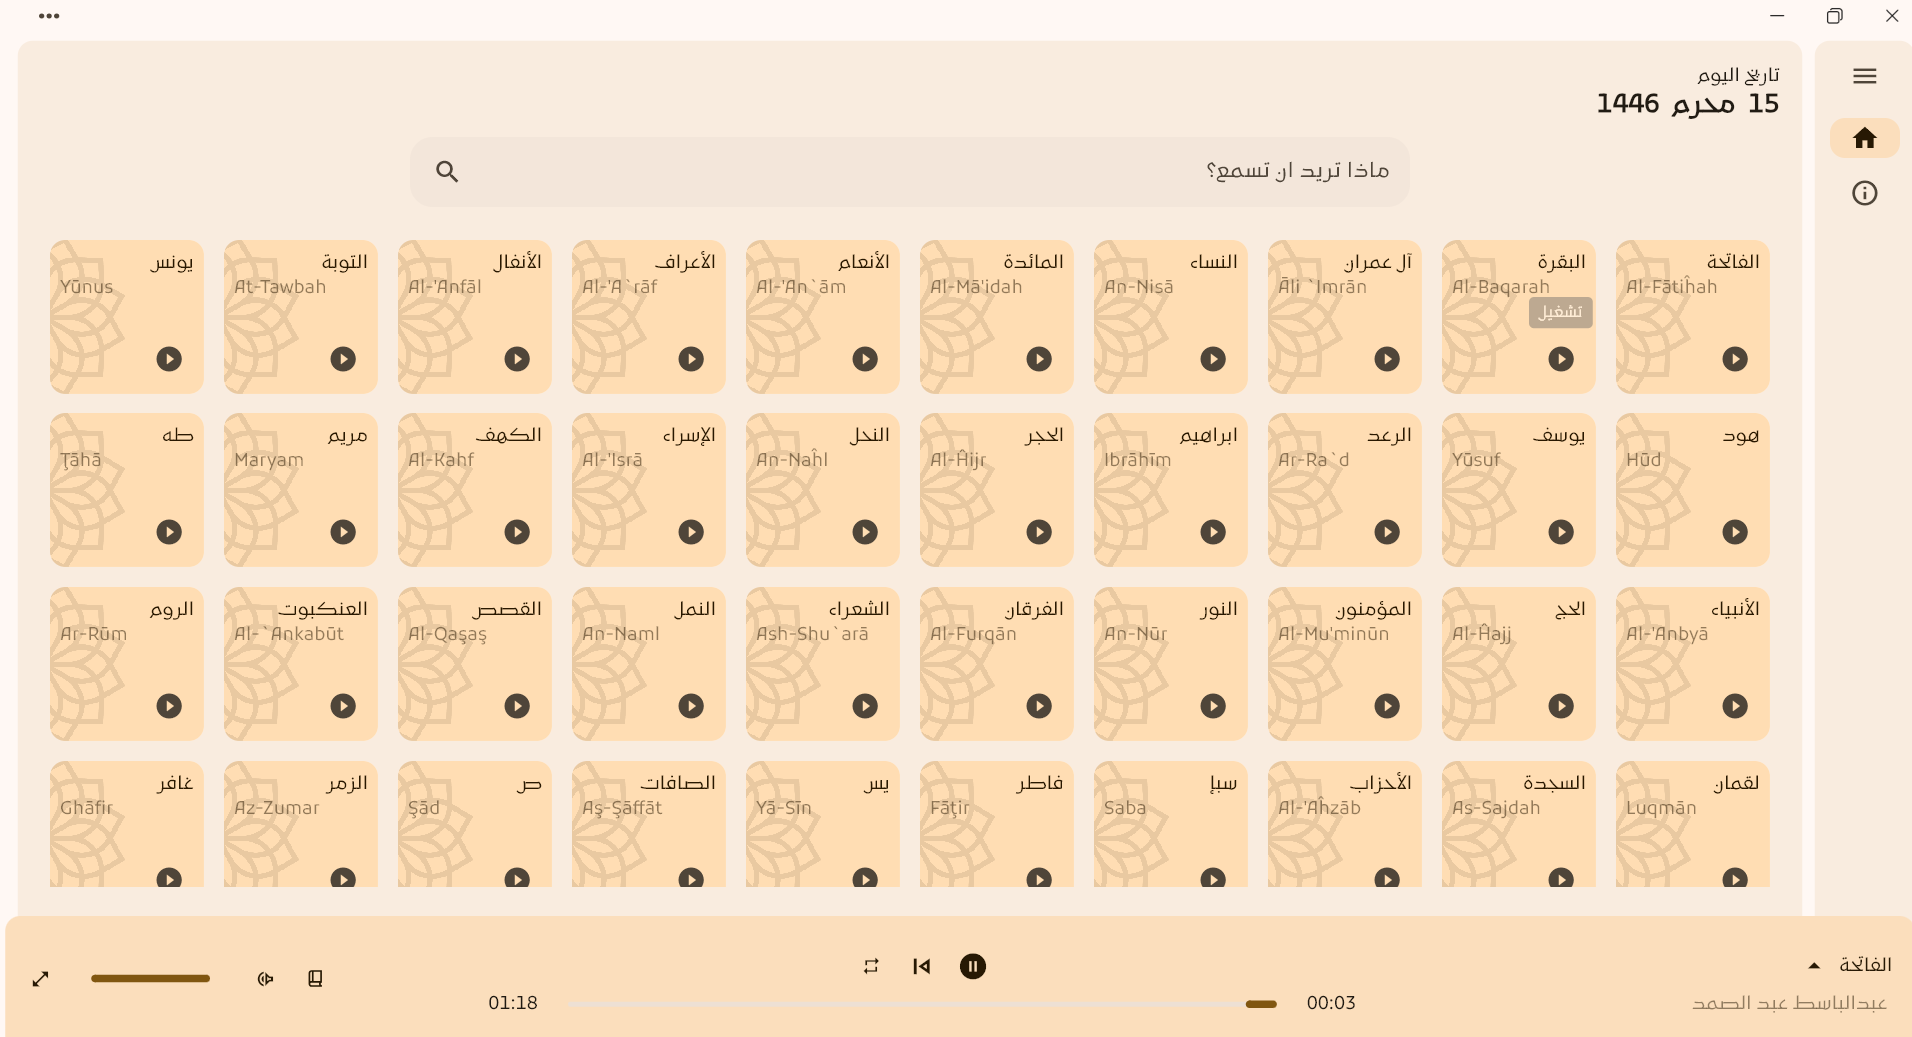 تاريخ اليوم
15 محرم 1446
ماذا تريد ان تسمع؟
الفاتحة
Al-Fātiĥah
البقرة
Al-Baqarah
تشغيل
آل عمران
Āli `Imrān
النساء
An-Nisā
المائدة
Al-Mā'idah
الأنعام
Al-'An`ām
الأعراف
Al-'A`rāf
الأنفال
Al-'Anfāl
التوبة
At-Tawbah
يونس
Yūnus
هود
Hūd
يوسف
Yūsuf
الرعد
Ar-Ra`d
ابراهيم
Ibrāhīm
الحجر
Al-Ĥijr
النحل
An-Naĥl
الإسراء
Al-'Isrā
الكهف
Al-Kahf
مريم
Maryam
طه
Ţāhā
الأنبياء
Al-'Anbyā
الحج
Al-Ĥajj
المؤمنون
Al-Mu'minūn
النور
An-Nūr
الفرقان
Al-Furqān
الشعراء
Ash-Shu`arā
النمل
An-Naml
القصص
Al-Qaşaş
العنكبوت
Al-`Ankabūt
الروم
Ar-Rūm
لقمان
Luqmān
السجدة
As-Sajdah
الأحزاب
Al-'Aĥzāb
سبإ
Saba
فاطر
Fāţir
يس
Yā-Sīn
الصافات
Aş-Şāffāt
ص
Şād
الزمر
Az-Zumar
غافر
Ghāfir
الفاتحة
عبدالباسط عبد الصمد
00:03
01:18